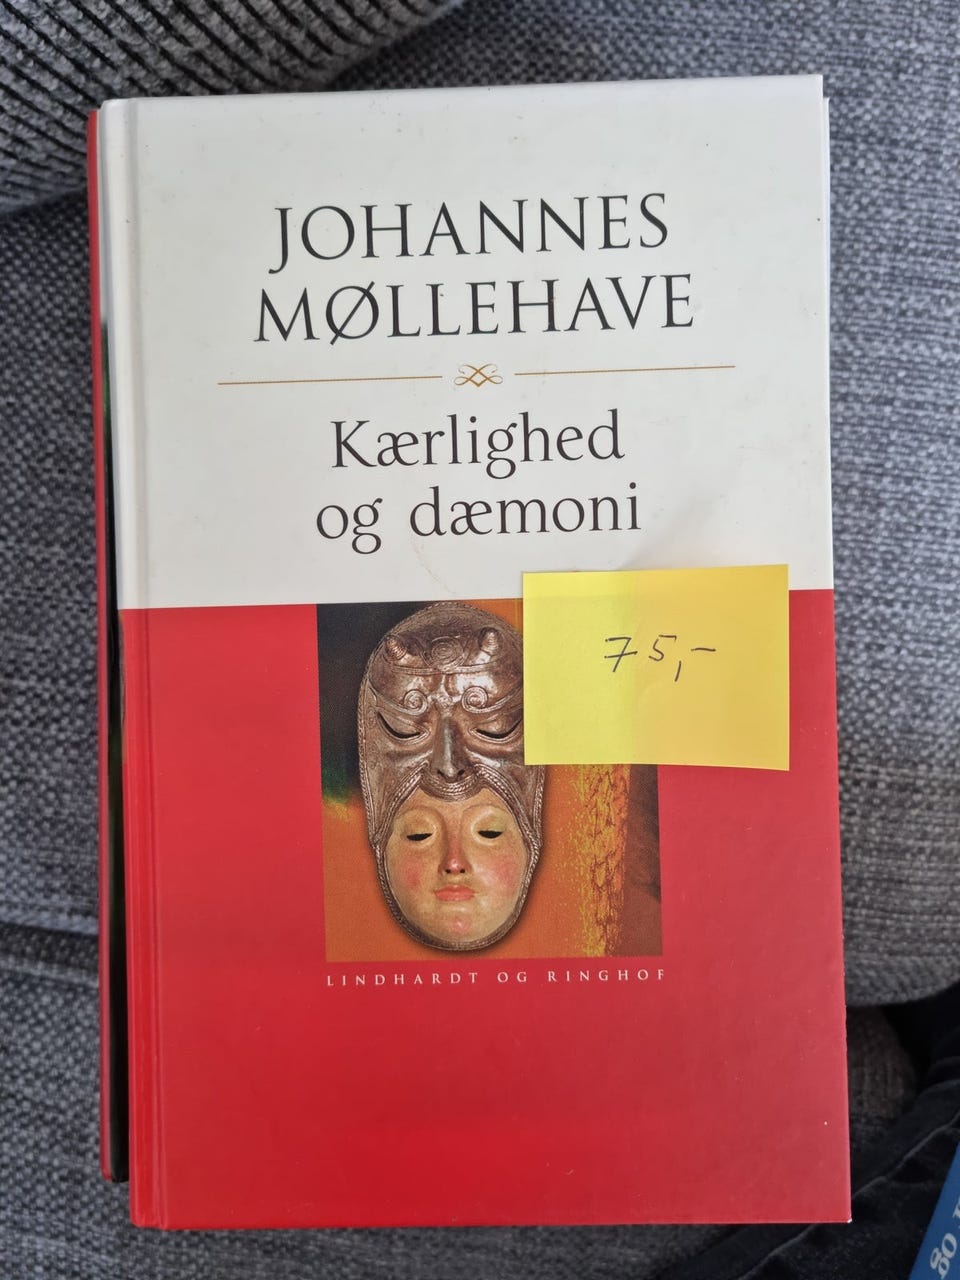 JOHANNES
MØLLEHAVE
Kærlighed
og dæmoni
75,-
LINDHARDT OG RINGHOF